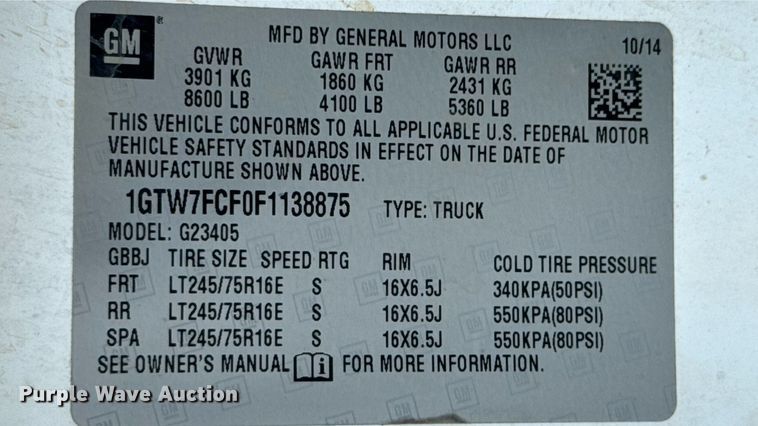 GM
MFD BY GENERAL MOTORS LLC 10/14
GVWR GAWR FRT GAWR RR
3901 KG 1860 KG 2431 KG
8600 LB 4100 LB 5360 LB
THIS VEHICLE CONFORMS TO ALL APPLICABLE U.S. FEDERAL MOTOR
VEHICLE SAFETY STANDARDS IN EFFECT ON THE DATE OF
MANUFACTURE SHOWN ABOVE.
1GTW7FCF0F1138875 TYPE: TRUCK
MODEL: G23405
GBBJ TIRE SIZE SPEED RTG RIM COLD TIRE PRESSURE
FRT LT245/75R16E S 16X6.5J 340KPA(50PSI)
RR LT245/75R16E S 16X6.5J 550KPA(80PSI)
SPA LT245/75R16E S 16X6.5J 550KPA(80PSI)
SEE OWNER'S MANUAL i FOR MORE INFORMATION.
Purple Wave Auction